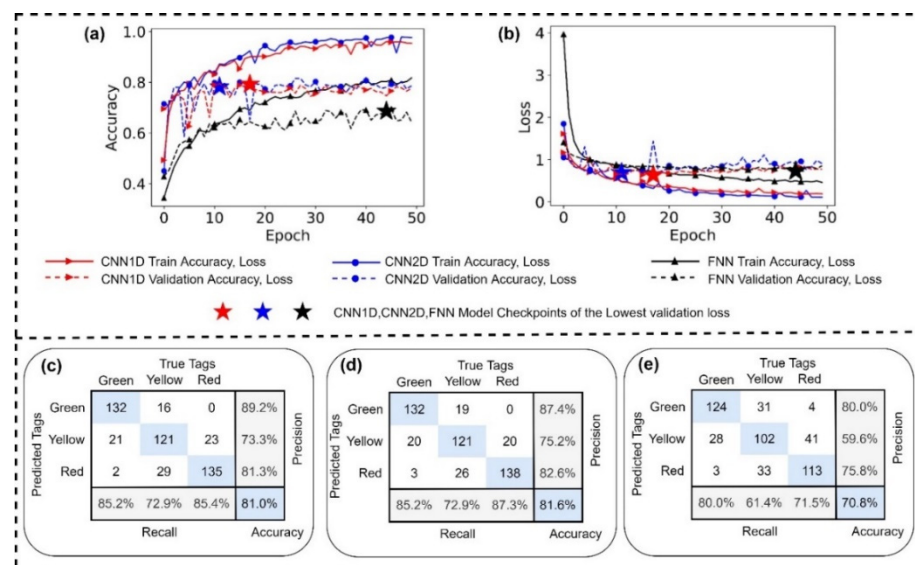 (a)
1.0
0.8
0.6
0.4
Accuracy
0 10 20 30 40 50
Epoch
(b)
4
3
2
1
0
Loss
0 10 20 30 40 50
Epoch
CNN1D Train Accuracy, Loss
CNN2D Train Accuracy, Loss
FNN Train Accuracy, Loss
CNN1D Validation Accuracy, Loss
CNN2D Validation Accuracy, Loss
FNN Validation Accuracy, Loss
CNN1D,CNN2D,FNN Model Checkpoints of the Lowest validation loss
(c)
True Tags
Green Yellow Red
Predicted Tags
Green 132 16 0 89.2%
Yellow 21 121 23 73.3%
Red 2 29 135 81.3%
85.2% 72.9% 85.4% 81.0%
Precision
Recall Accuracy
(d)
True Tags
Green Yellow Red
Predicted Tags
Green 132 19 0 87.4%
Yellow 20 121 20 75.2%
Red 3 26 138 82.6%
85.2% 72.9% 87.3% 81.6%
Precision
Recall Accuracy
(e)
True Tags
Green Yellow Red
Predicted Tags
Green 124 31 4 80.0%
Yellow 28 102 41 59.6%
Red 3 33 113 75.8%
80.0% 61.4% 71.5% 70.8%
Precision
Recall Accuracy